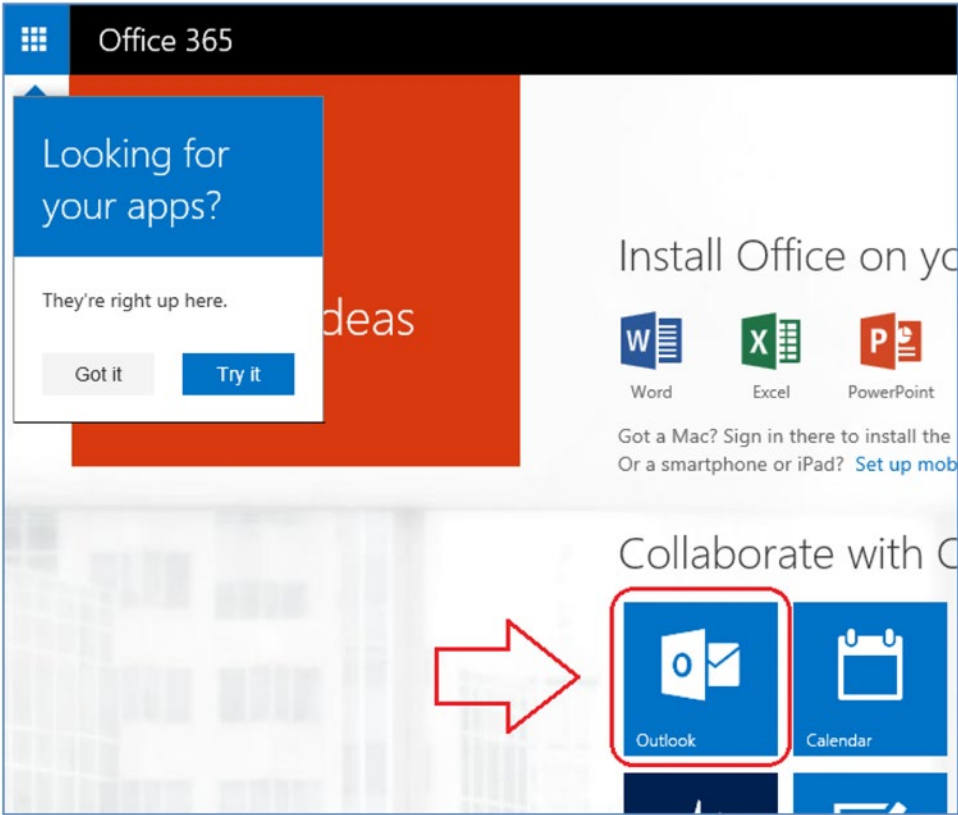 Office 365
Looking for
your apps?
They're right up here.
Got it
Try it
deas
Install Office on yo
Word
Excel
PowerPoint
Got a Mac? Sign in there to install the
Or a smartphone or iPad? Set up mob
Collaborate with O
Outlook
Calendar